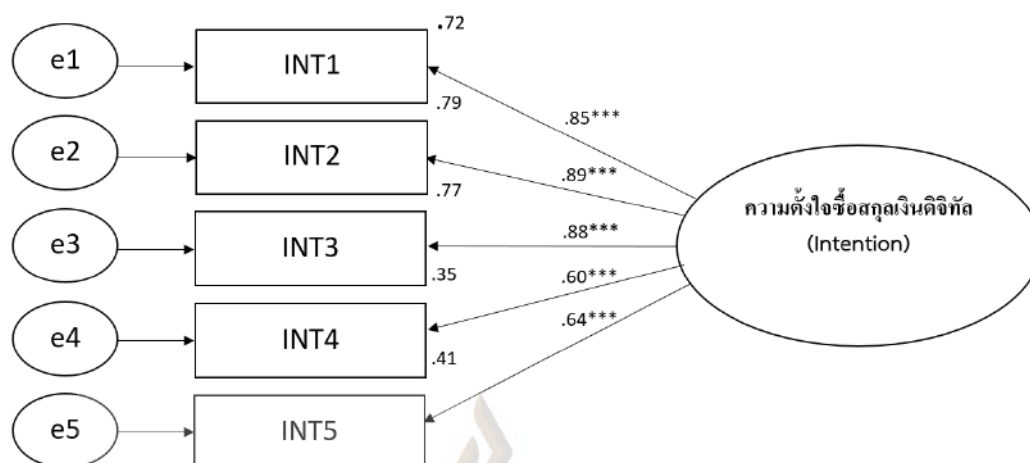 .72
e1
INT1
.79
.85***
e2
INT2
.89***
.77
ความตั้งใจซื้อสกุลเงินดิจิทัล
(Intention)
e3
INT3
.88***
.35
.60***
e4
INT4
.64***
.41
e5
INT5